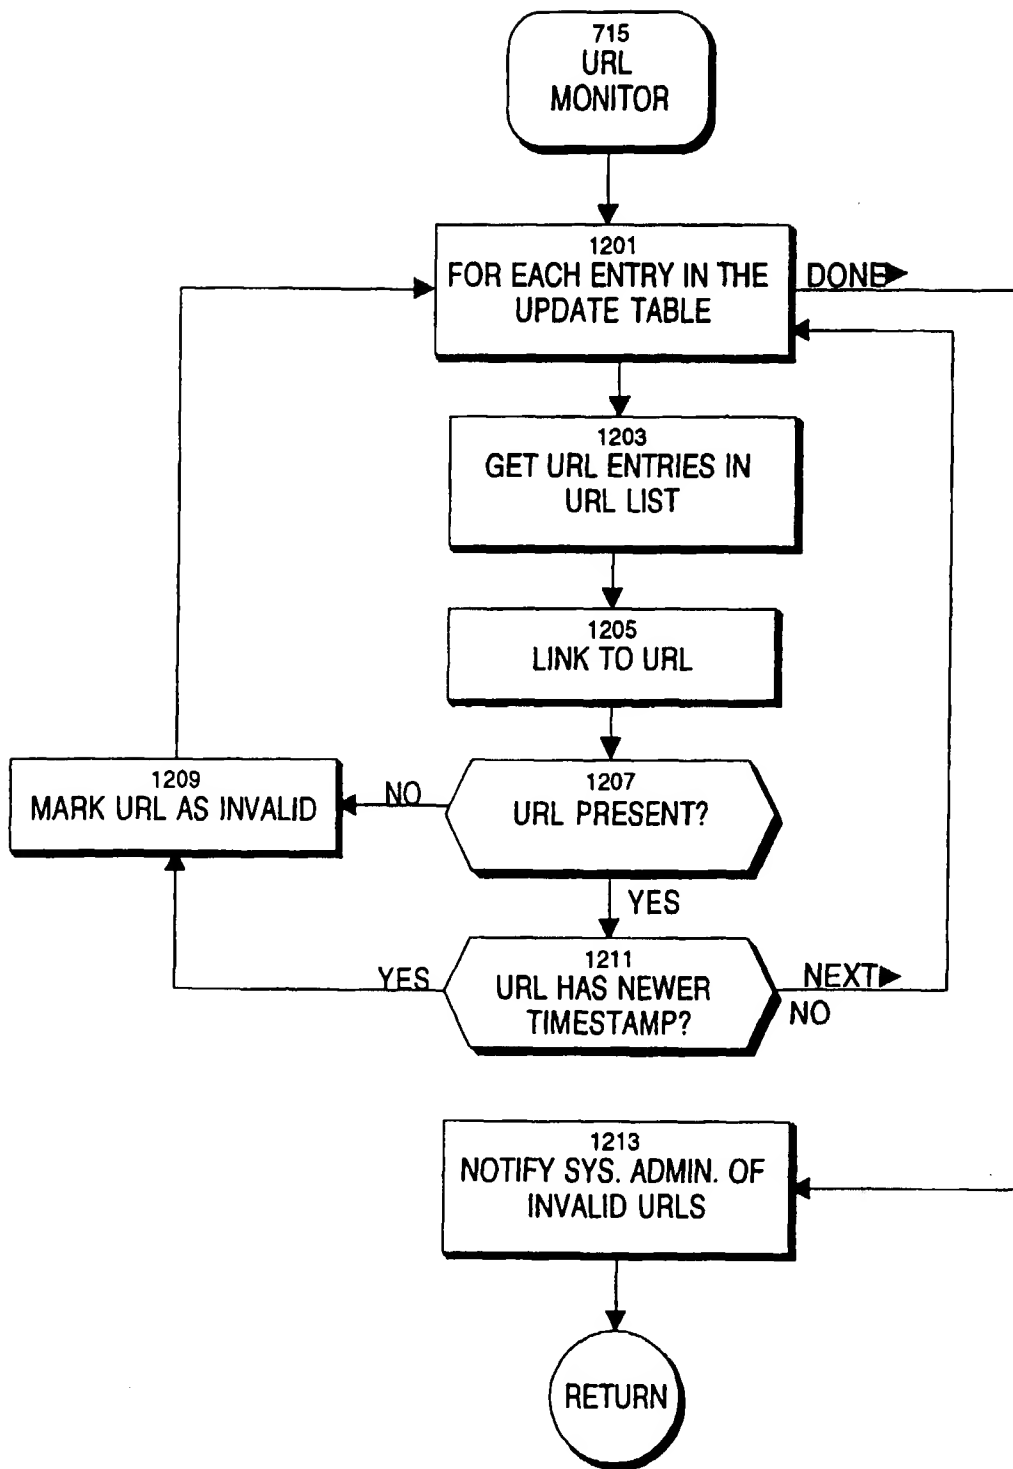 715
URL
MONITOR
1201
FOR EACH ENTRY IN THE
UPDATE TABLE
DONE
1203
GET URL ENTRIES IN
URL LIST
1205
LINK TO URL
1207
URL PRESENT?
NO
1209
MARK URL AS INVALID
YES
1211
URL HAS NEWER
TIMESTAMP?
YES
NEXT
NO
1213
NOTIFY SYS. ADMIN. OF
INVALID URLS
RETURN